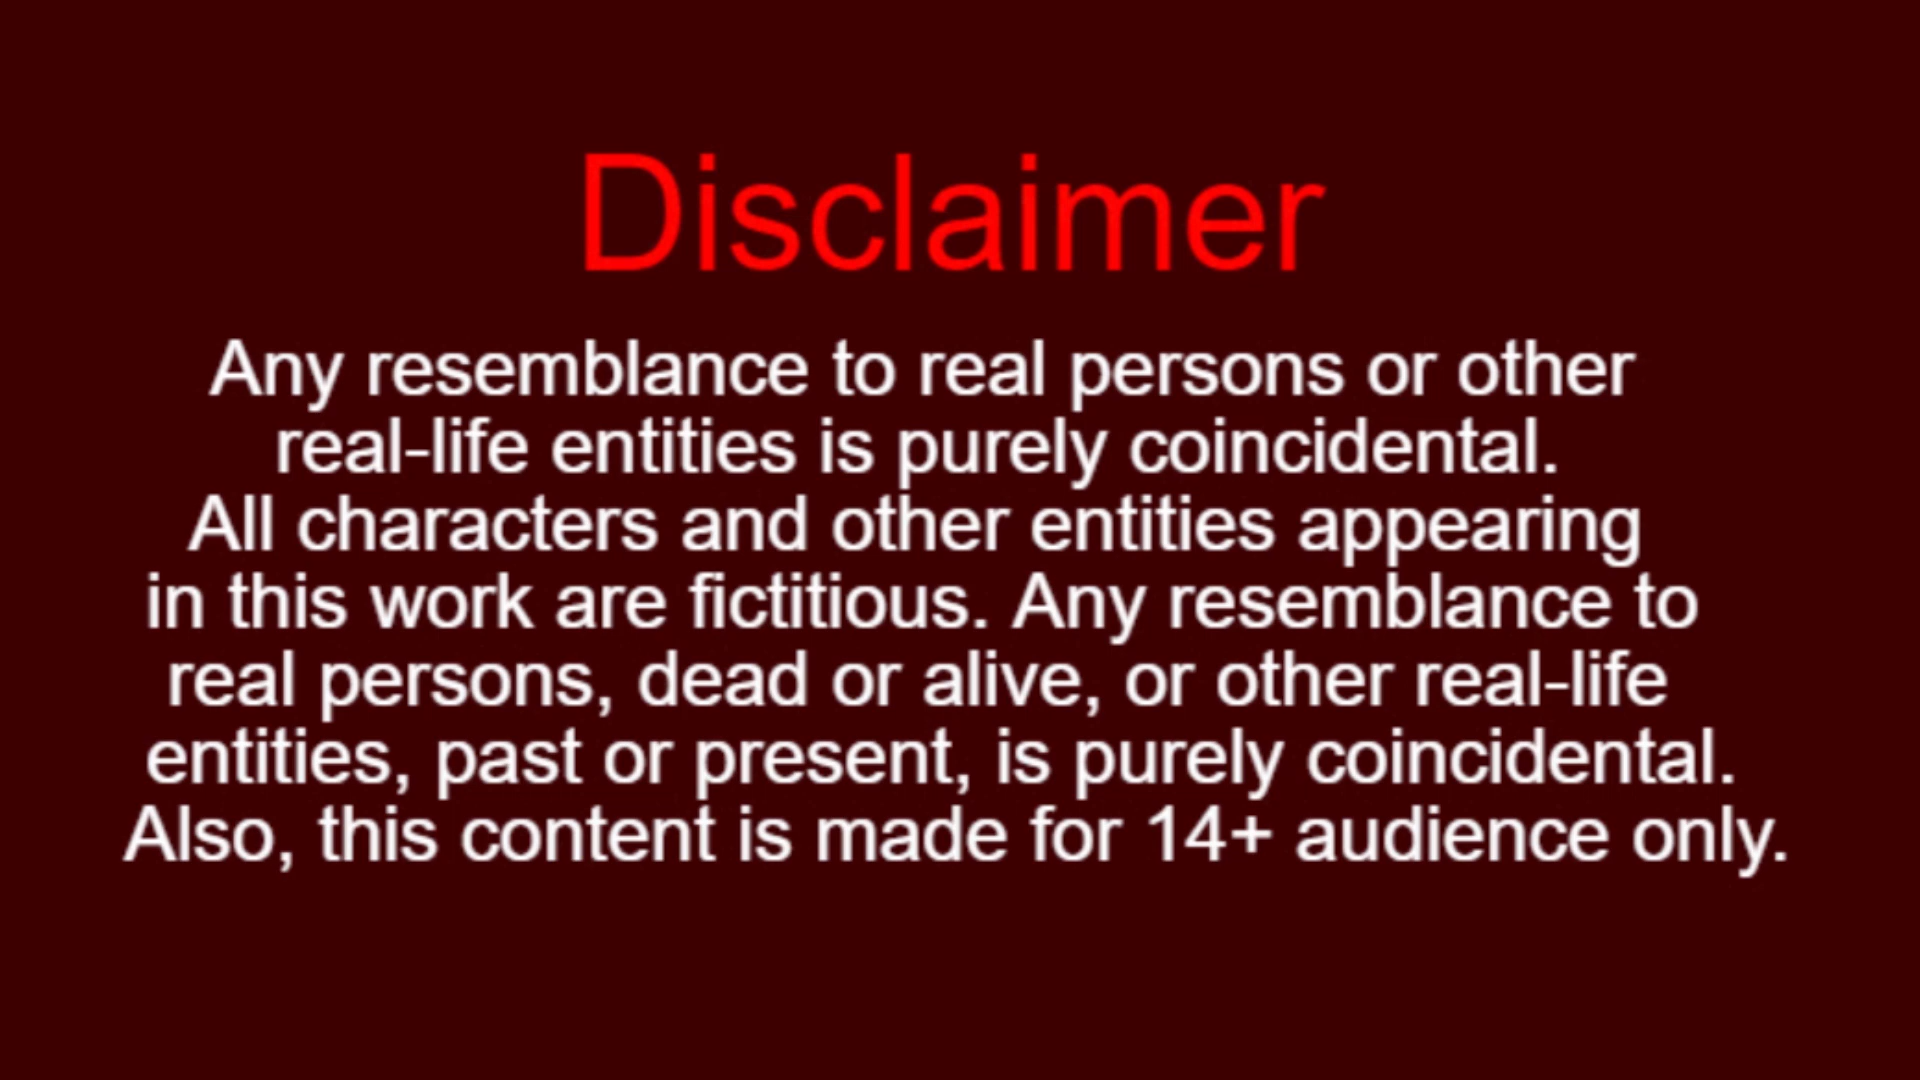 Disclaimer
Any resemblance to real persons or other
real-life entities is purely coincidental.
All characters and other entities appearing
in this work are fictitious. Any resemblance to
real persons, dead or alive, or other real-life
entities, past or present, is purely coincidental.
Also, this content is made for 14+ audience only.